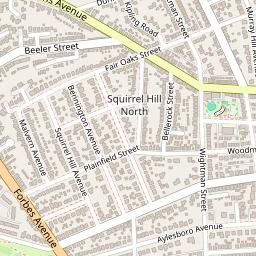 Kipling Road
Murray Hill
Avenue
Beeler Street
Fair Oaks Street
Squirrel Hill
North
Bellerock Street
Bennington Avenue
Malvern Avenue
Squirrel Hill Avenue
Plainfield Street
Woodm
Wightman Street
Forbes Avenue
Aylesboro Avenue